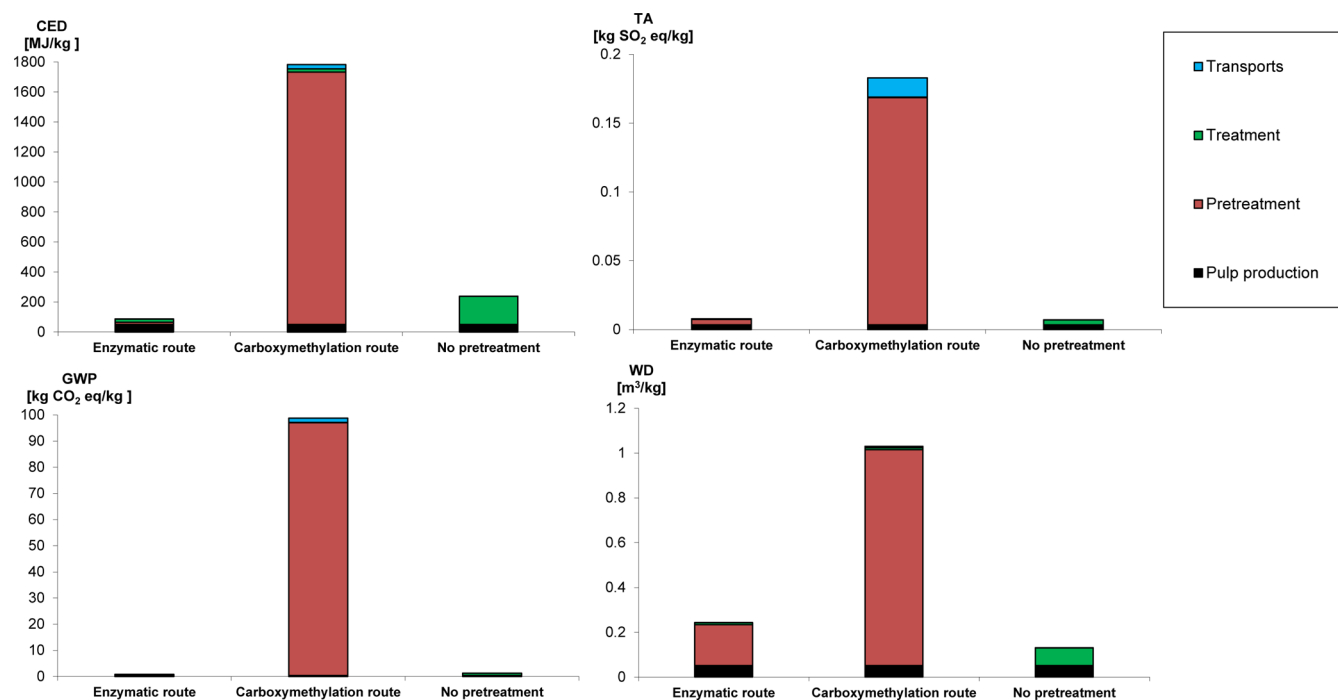 CED
[MJ/kg ]
1800
1600
1400
1200
1000
800
600
400
200
0
Enzymatic route
Carboxymethylation route
No pretreatment
TA
[kg SO2 eq/kg]
0.2
0.15
0.1
0.05
0
Enzymatic route
Carboxymethylation route
No pretreatment
Transports
Treatment
Pretreatment
Pulp production
GWP
[kg CO2 eq/kg ]
100
90
80
70
60
50
40
30
20
10
0
Enzymatic route
Carboxymethylation route
No pretreatment
WD
[m³/kg]
1.2
1
0.8
0.6
0.4
0.2
0
Enzymatic route
Carboxymethylation route
No pretreatment